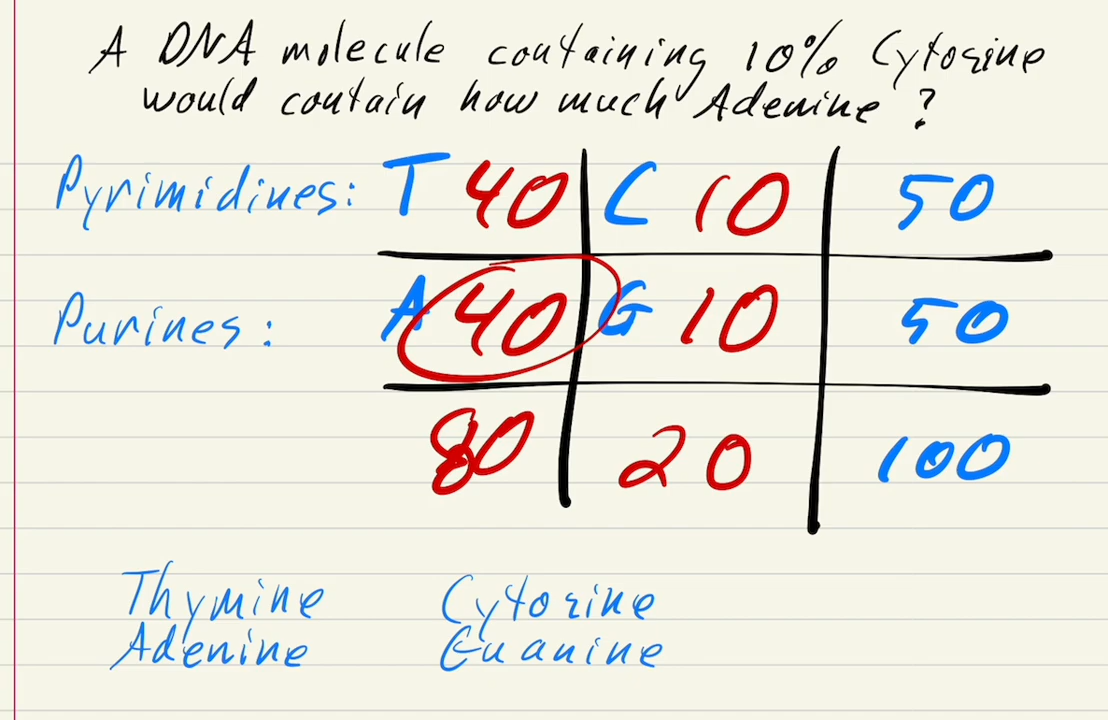 A DNA molecule containing 10% Cytosine
would contain how much Adenine?
Pyrimidines: T 40 C 10 50
Purines: A 40 G 10 50
80 20 100
Thymine Cytosine
Adenine Guanine